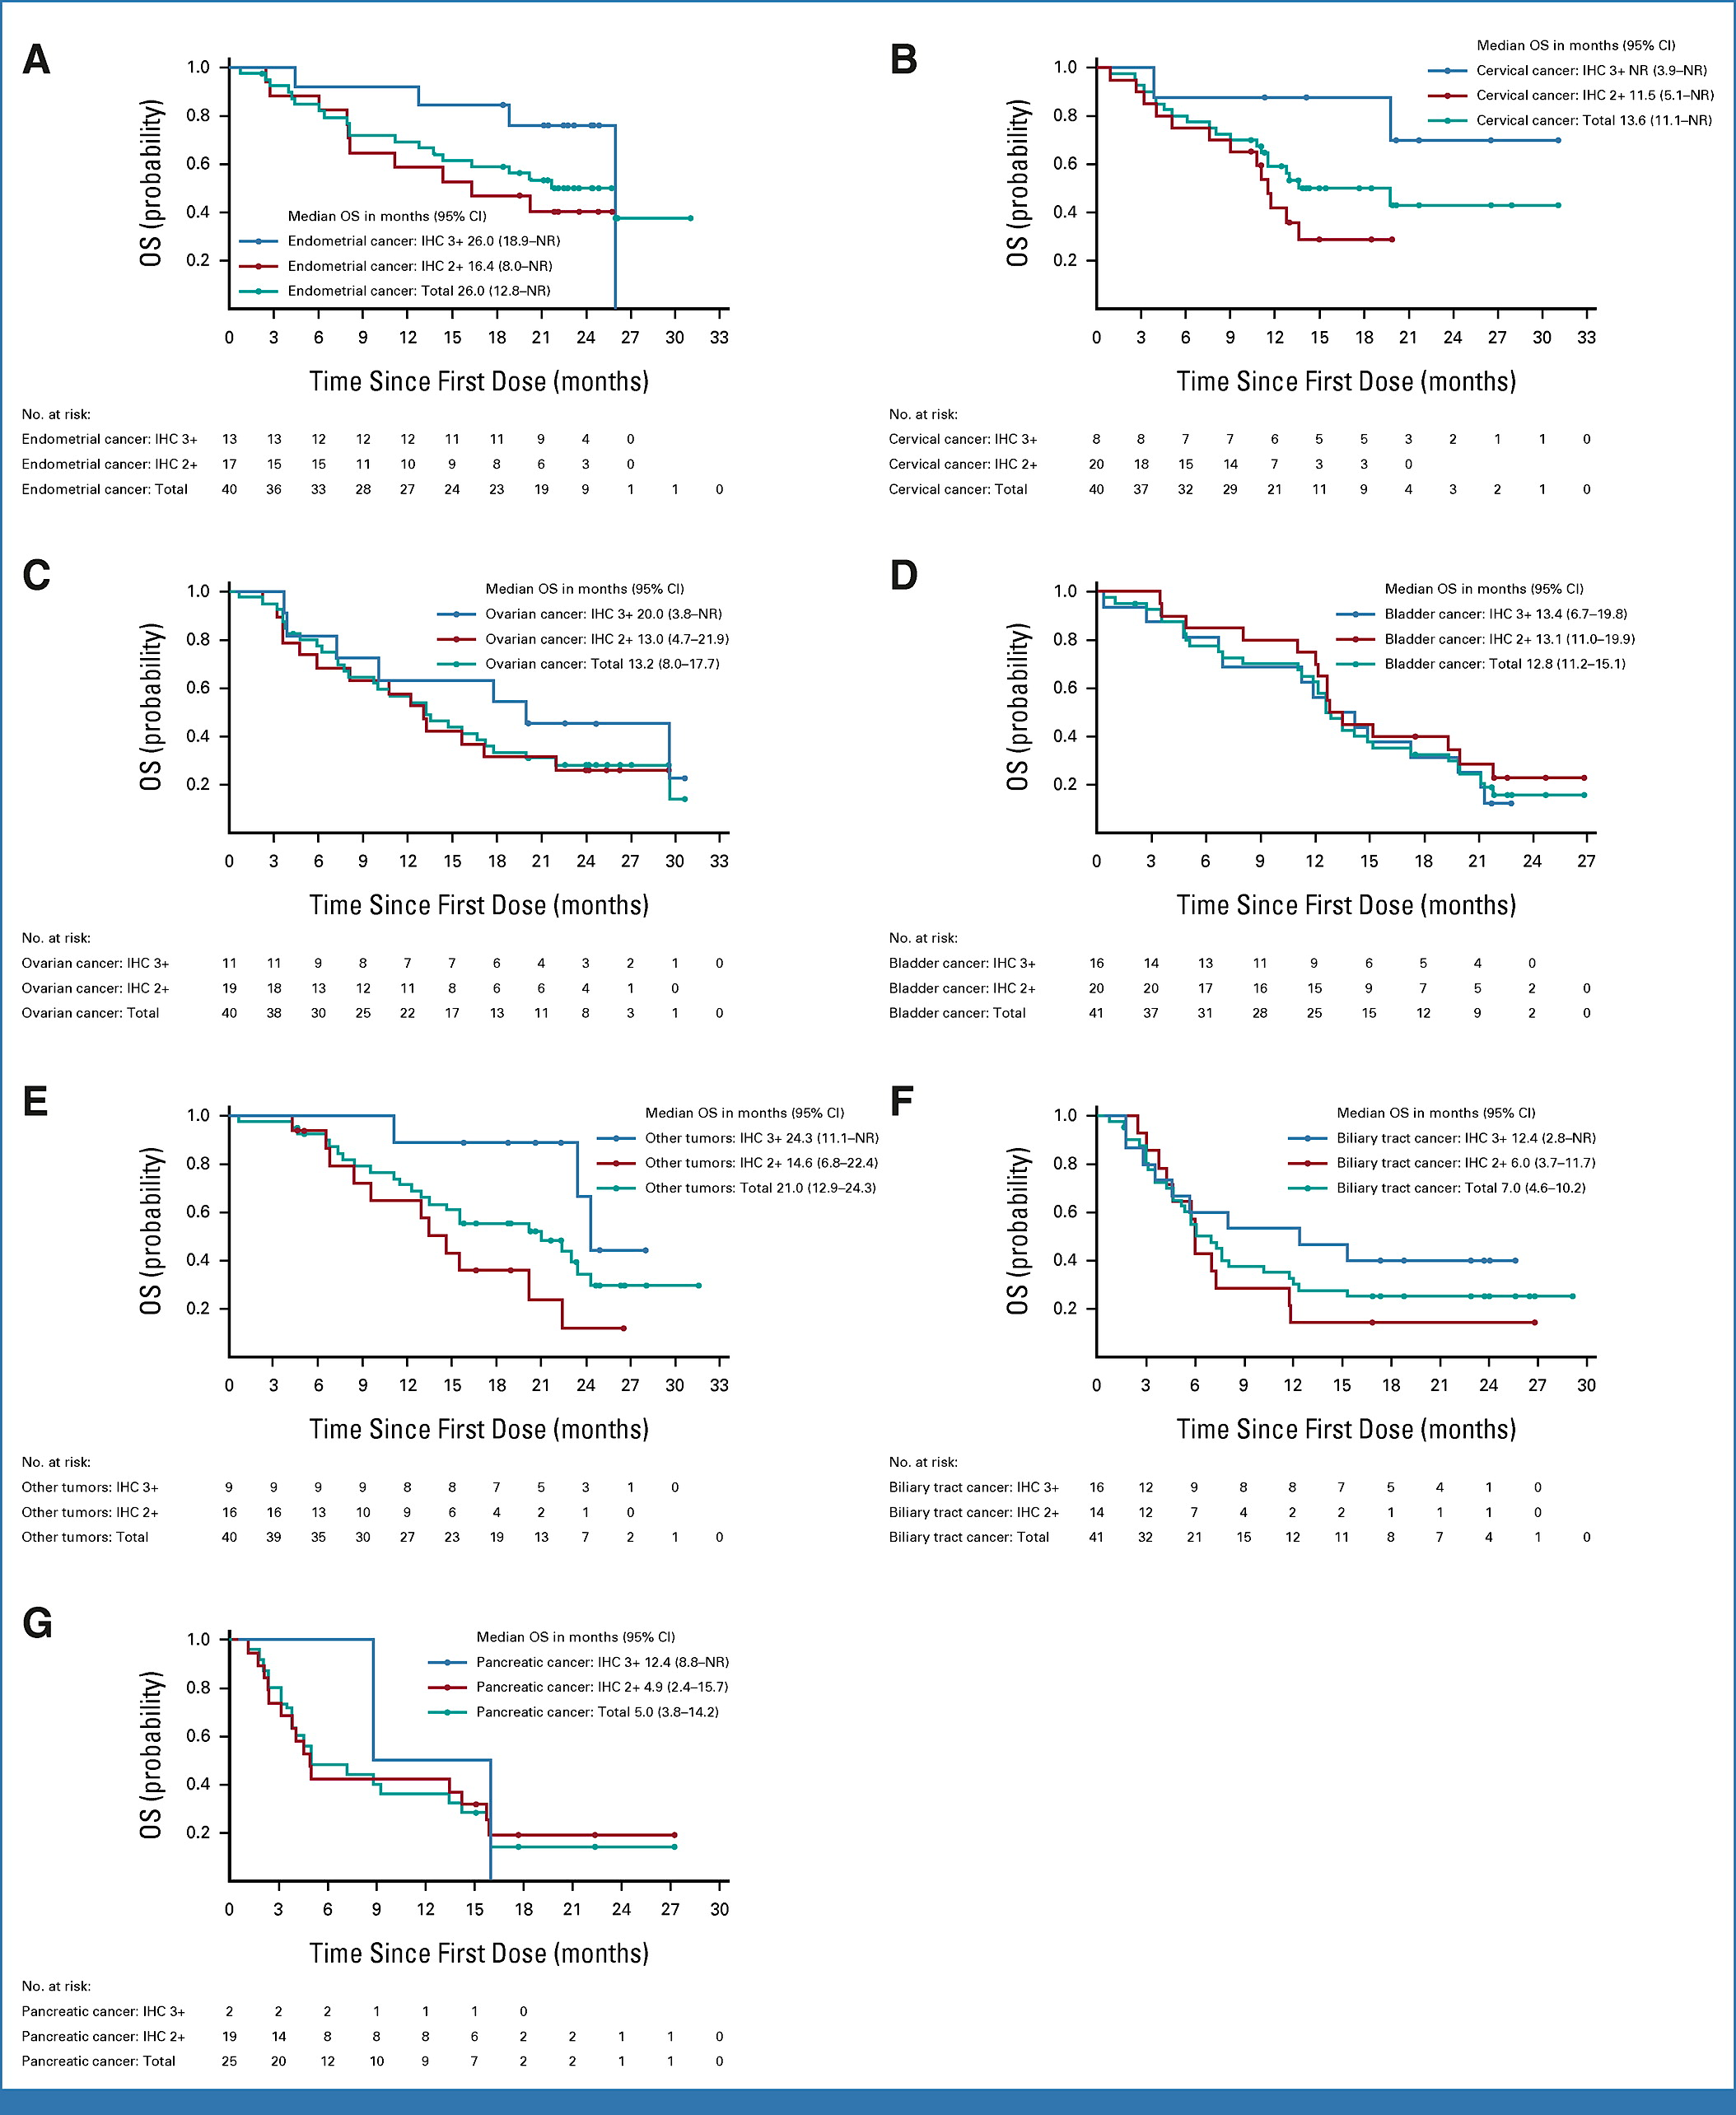 A
OS (probability)
1.0
0.8
0.6
0.4
0.2
Median OS in months (95% CI)
Endometrial cancer: IHC 3+ 26.0 (18.9–NR)
Endometrial cancer: IHC 2+ 16.4 (8.0–NR)
Endometrial cancer: Total 26.0 (12.8–NR)
0 3 6 9 12 15 18 21 24 27 30 33
Time Since First Dose (months)
No. at risk:
Endometrial cancer: IHC 3+ 13 13 12 12 12 11 11 9 4 0
Endometrial cancer: IHC 2+ 17 15 15 11 10 9 8 6 3 0
Endometrial cancer: Total 40 36 33 28 27 24 23 19 9 1 1 0
B
OS (probability)
1.0
0.8
0.6
0.4
0.2
Median OS in months (95% CI)
Cervical cancer: IHC 3+ NR (3.9–NR)
Cervical cancer: IHC 2+ 11.5 (5.1–NR)
Cervical cancer: Total 13.6 (11.1–NR)
0 3 6 9 12 15 18 21 24 27 30 33
Time Since First Dose (months)
No. at risk:
Cervical cancer: IHC 3+ 8 8 7 7 6 5 5 3 2 1 1 0
Cervical cancer: IHC 2+ 20 18 15 14 7 3 3 0
Cervical cancer: Total 40 37 32 29 21 11 9 4 3 2 1 0
C
OS (probability)
1.0
0.8
0.6
0.4
0.2
Median OS in months (95% CI)
Ovarian cancer: IHC 3+ 20.0 (3.8–NR)
Ovarian cancer: IHC 2+ 13.0 (4.7–21.9)
Ovarian cancer: Total 13.2 (8.0–17.7)
0 3 6 9 12 15 18 21 24 27 30 33
Time Since First Dose (months)
No. at risk:
Ovarian cancer: IHC 3+ 11 11 9 8 7 7 6 4 3 2 1 0
Ovarian cancer: IHC 2+ 19 18 13 12 11 8 6 6 4 1 0
Ovarian cancer: Total 40 38 30 25 22 17 13 11 8 3 1 0
D
OS (probability)
1.0
0.8
0.6
0.4
0.2
Median OS in months (95% CI)
Bladder cancer: IHC 3+ 13.4 (6.7–19.8)
Bladder cancer: IHC 2+ 13.1 (11.0–19.9)
Bladder cancer: Total 12.8 (11.2–15.1)
0 3 6 9 12 15 18 21 24 27
Time Since First Dose (months)
No. at risk:
Bladder cancer: IHC 3+ 16 14 13 11 9 6 5 4 0
Bladder cancer: IHC 2+ 20 20 17 16 15 9 7 5 2 0
Bladder cancer: Total 41 37 31 28 25 15 12 9 2 0
E
OS (probability)
1.0
0.8
0.6
0.4
0.2
Median OS in months (95% CI)
Other tumors: IHC 3+ 24.3 (11.1–NR)
Other tumors: IHC 2+ 14.6 (6.8–22.4)
Other tumors: Total 21.0 (12.9–24.3)
0 3 6 9 12 15 18 21 24 27 30 33
Time Since First Dose (months)
No. at risk:
Other tumors: IHC 3+ 9 9 9 9 8 8 7 5 3 1 0
Other tumors: IHC 2+ 16 16 13 10 9 6 4 2 1 0
Other tumors: Total 40 39 35 30 27 23 19 13 7 2 1 0
F
OS (probability)
1.0
0.8
0.6
0.4
0.2
Median OS in months (95% CI)
Biliary tract cancer: IHC 3+ 12.4 (2.8–NR)
Biliary tract cancer: IHC 2+ 6.0 (3.7–11.7)
Biliary tract cancer: Total 7.0 (4.6–10.2)
0 3 6 9 12 15 18 21 24 27 30
Time Since First Dose (months)
No. at risk:
Biliary tract cancer: IHC 3+ 16 12 9 8 8 7 5 4 1 0
Biliary tract cancer: IHC 2+ 14 12 7 4 2 2 1 1 1 0
Biliary tract cancer: Total 41 32 21 15 12 11 8 7 4 1 0
G
OS (probability)
1.0
0.8
0.6
0.4
0.2
Median OS in months (95% CI)
Pancreatic cancer: IHC 3+ 12.4 (8.8–NR)
Pancreatic cancer: IHC 2+ 4.9 (2.4–15.7)
Pancreatic cancer: Total 5.0 (3.8–14.2)
0 3 6 9 12 15 18 21 24 27 30
Time Since First Dose (months)
No. at risk:
Pancreatic cancer: IHC 3+ 2 2 2 1 1 1 0
Pancreatic cancer: IHC 2+ 19 14 8 8 8 6 2 2 1 1 0
Pancreatic cancer: Total 25 20 12 10 9 7 2 2 1 1 0